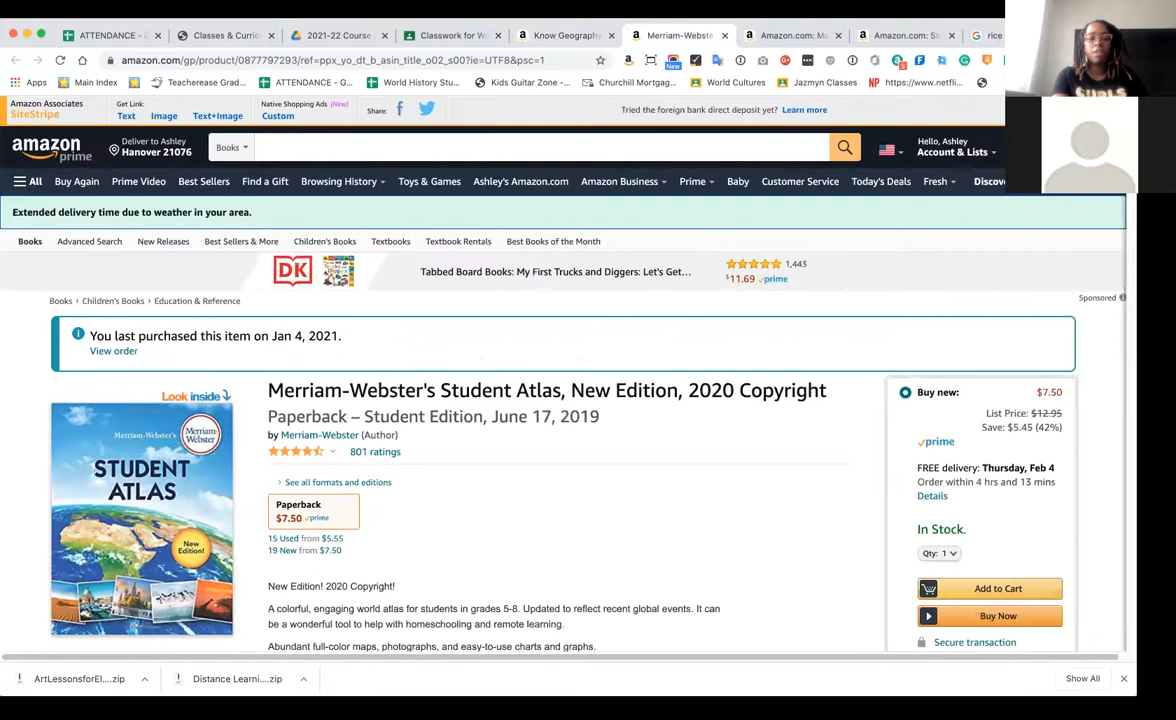 ATTENDANCE - C
Classes & Curric
2021-22 Course
Classwork for W
Know Geography
Merriam-Webste
Amazon.com: Ma
Amazon.com: St
rice
amazon.com/gp/product/0877797293/ref=ppx_yo_dt_b_asin_title_o02_s00?ie=UTF8&psc=1
Apps
Main Index
Teacherease Grad...
ATTENDANCE - G...
World History Stu...
Kids Guitar Zone -...
Churchill Mortgag...
World Cultures
Jazmyn Classes
NP https://www.netfli...
New
CURLS
Amazon Associates
SiteStripe
Get Link:
Text Image Text+Image
Native Shopping Ads (New)
Custom
Share:
Tried the foreign bank direct deposit yet? Learn more
amazon
prime
Deliver to Ashley
Hanover 21076
Books
Hello, Ashley
Account & Lists
All Buy Again Prime Video Best Sellers Find a Gift Browsing History Toys & Games Ashley's Amazon.com Amazon Business Prime Baby Customer Service Today's Deals Fresh Discov
Extended delivery time due to weather in your area.
Books Advanced Search New Releases Best Sellers & More Children's Books Textbooks Textbook Rentals Best Books of the Month
DK
Tabbed Board Books: My First Trucks and Diggers: Let's Get...
1,443
$11.69 prime
Sponsored
Books › Children's Books › Education & Reference
You last purchased this item on Jan 4, 2021.
View order
Look inside
Merriam-Webster's
Merriam-
Webster
STUDENT
ATLAS
New
Edition!
Merriam-Webster's Student Atlas, New Edition, 2020 Copyright
Paperback – Student Edition, June 17, 2019
by Merriam-Webster (Author)
801 ratings
› See all formats and editions
Paperback
$7.50 prime
15 Used from $5.55
19 New from $7.50
New Edition! 2020 Copyright!
A colorful, engaging world atlas for students in grades 5-8. Updated to reflect recent global events. It can
be a wonderful tool to help with homeschooling and remote learning.
Abundant full-color maps, photographs, and easy-to-use charts and graphs.
Buy new: $7.50
List Price: $12.95
Save: $5.45 (42%)
prime
FREE delivery: Thursday, Feb 4
Order within 4 hrs and 13 mins
Details
In Stock.
Qty: 1
Add to Cart
Buy Now
Secure transaction
ArtLessonsforEl....zip
Distance Learni....zip
Show All